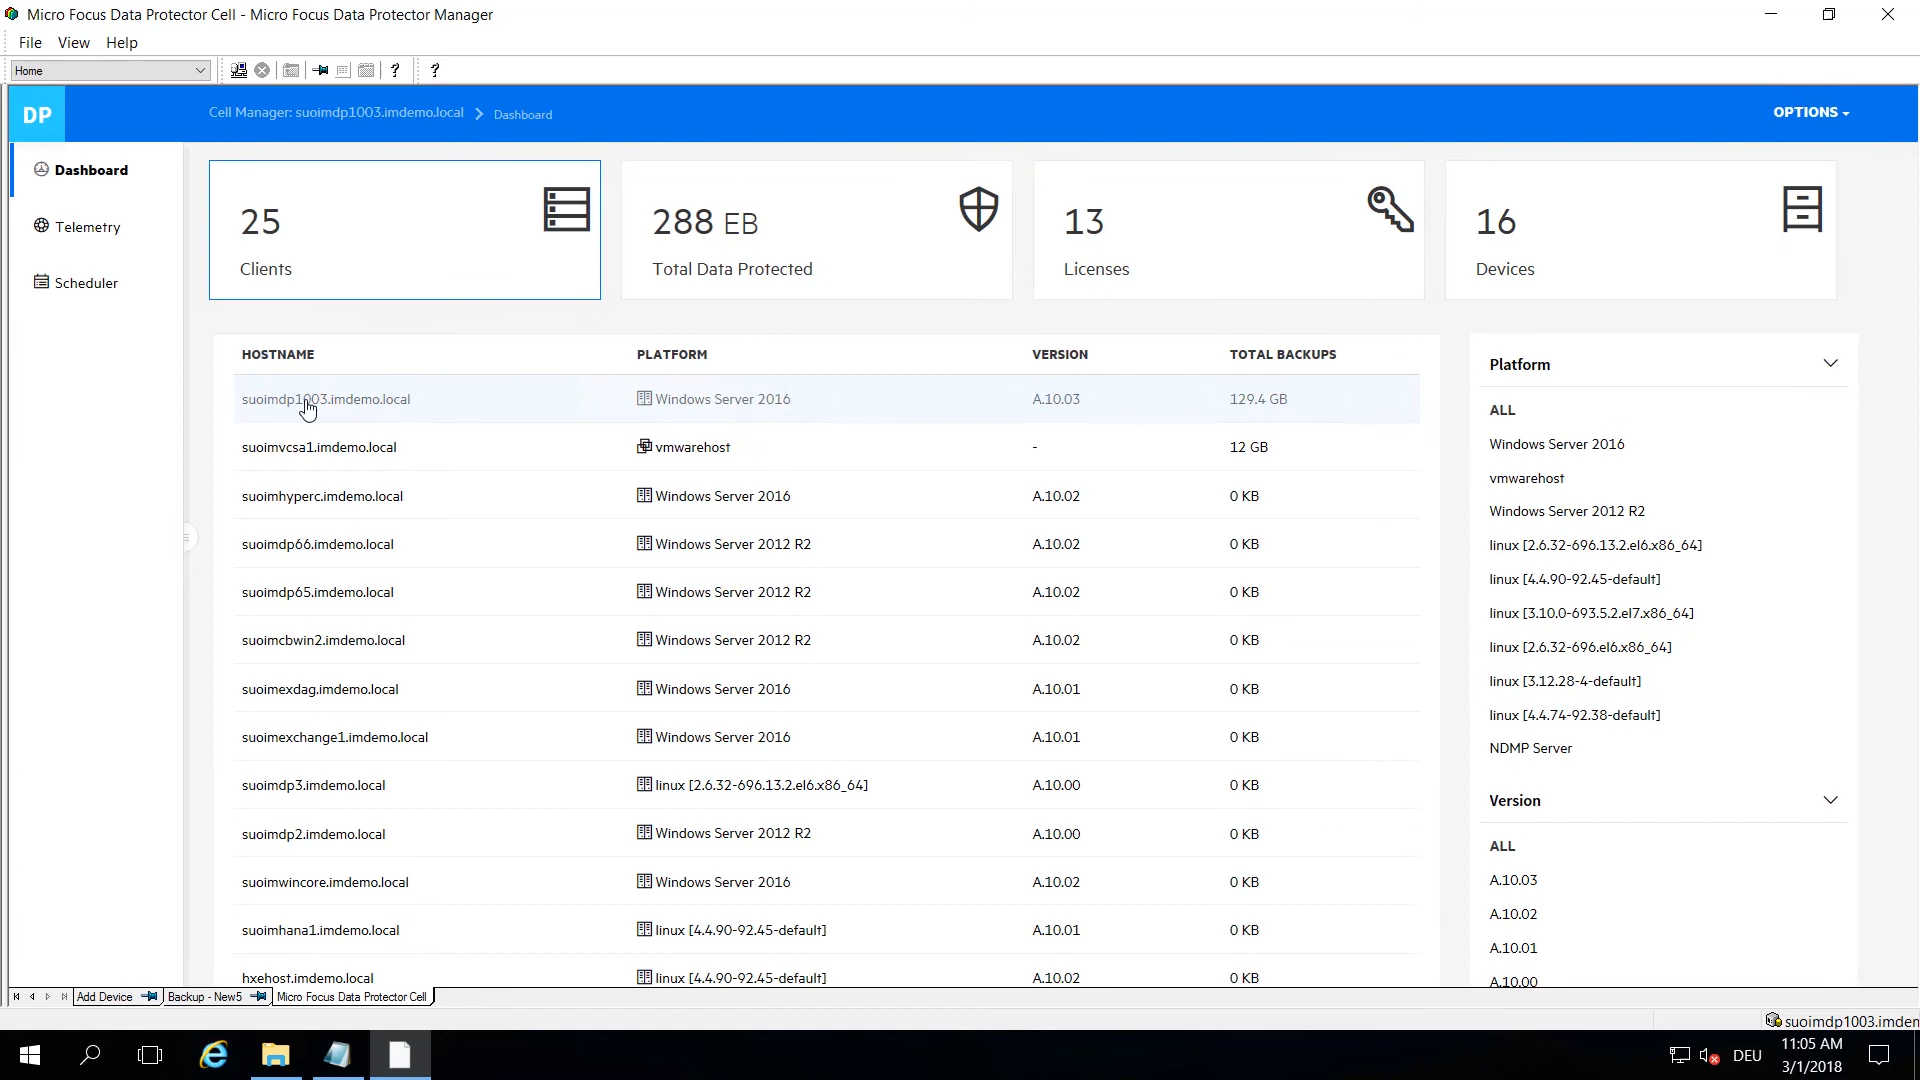 Micro Focus Data Protector Cell - Micro Focus Data Protector Manager
File View Help
Home ? ?
DP Cell Manager: suoimdp1003.imdemo.local Dashboard OPTIONS
Dashboard
Telemetry
Scheduler
25 Clients
288 EB Total Data Protected
13 Licenses
16 Devices
HOSTNAME PLATFORM VERSION TOTAL BACKUPS
suoimdp1003.imdemo.local Windows Server 2016 A.10.03 129.4 GB
suoimvcsa1.imdemo.local vmwarehost - 12 GB
suoimhyperc.imdemo.local Windows Server 2016 A.10.02 0 KB
suoimdp66.imdemo.local Windows Server 2012 R2 A.10.02 0 KB
suoimdp65.imdemo.local Windows Server 2012 R2 A.10.02 0 KB
suoimcbwin2.imdemo.local Windows Server 2012 R2 A.10.02 0 KB
suoimexdag.imdemo.local Windows Server 2016 A.10.01 0 KB
suoimexchange1.imdemo.local Windows Server 2016 A.10.01 0 KB
suoimdp3.imdemo.local linux [2.6.32-696.13.2.el6.x86_64] A.10.00 0 KB
suoimdp2.imdemo.local Windows Server 2012 R2 A.10.00 0 KB
suoimwincore.imdemo.local Windows Server 2016 A.10.02 0 KB
suoimhana1.imdemo.local linux [4.4.90-92.45-default] A.10.01 0 KB
hxehost.imdemo.local linux [4.4.90-92.45-default] A.10.02 0 KB
Platform
ALL
Windows Server 2016
vmwarehost
Windows Server 2012 R2
linux [2.6.32-696.13.2.el6.x86_64]
linux [4.4.90-92.45-default]
linux [3.10.0-693.5.2.el7.x86_64]
linux [2.6.32-696.el6.x86_64]
linux [3.12.28-4-default]
linux [4.4.74-92.38-default]
NDMP Server
Version
ALL
A.10.03
A.10.02
A.10.01
A.10.00
Add Device Backup - New5 Micro Focus Data Protector Cell
suoimdp1003.imden
DEU 11:05 AM
3/1/2018